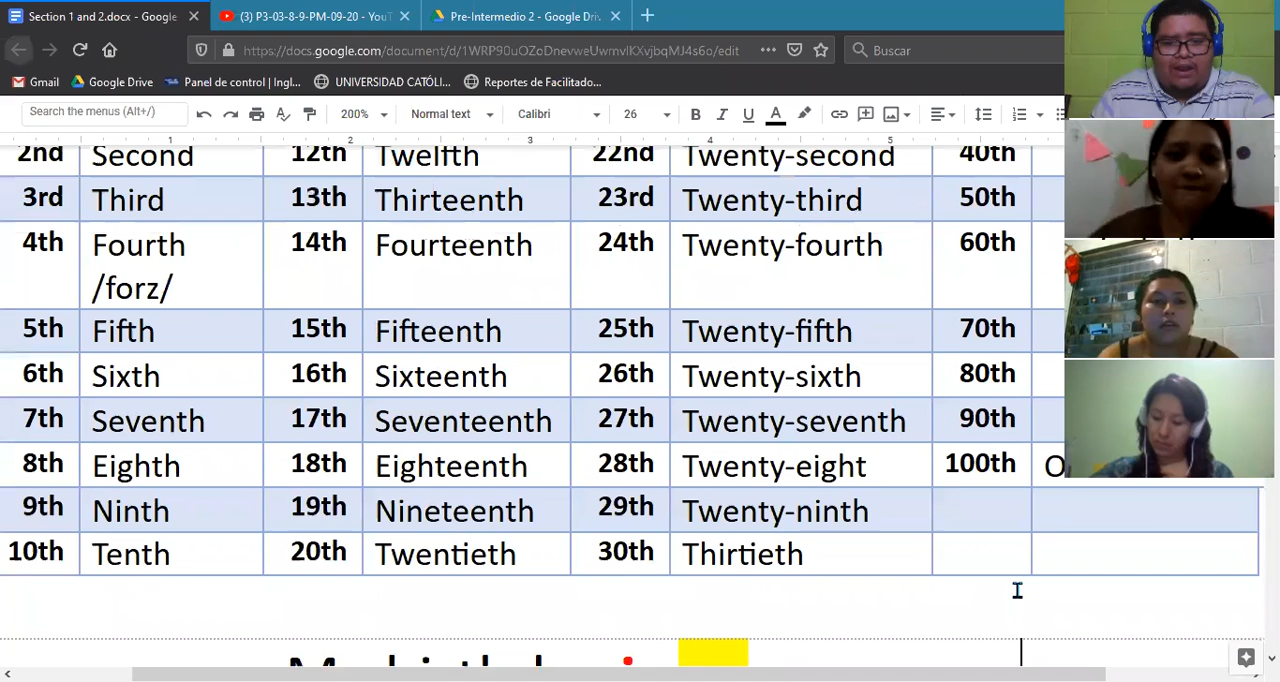 Section 1 and 2.docx - Google
(3) P3-03-8-9-PM-09-20 - YouT
Pre-Intermedio 2 - Google Driv
https://docs.google.com/document/d/1WRP90uOZoDnevweUwmvlKXvjbqMJ4s6o/edit
Buscar
Gmail
Google Drive
Panel de control | Ingl...
UNIVERSIDAD CATÓLI...
Reportes de Facilitado...
Search the menus (Alt+/)
200%
Normal text
Calibri
26
B I U A
1 2 3 4 5
2nd Second 12th Twelfth 22nd Twenty-second 40th
3rd Third 13th Thirteenth 23rd Twenty-third 50th
4th Fourth 14th Fourteenth 24th Twenty-fourth 60th
/forz/
5th Fifth 15th Fifteenth 25th Twenty-fifth 70th
6th Sixth 16th Sixteenth 26th Twenty-sixth 80th
7th Seventh 17th Seventeenth 27th Twenty-seventh 90th
8th Eighth 18th Eighteenth 28th Twenty-eight 100th O
9th Ninth 19th Nineteenth 29th Twenty-ninth
10th Tenth 20th Twentieth 30th Thirtieth